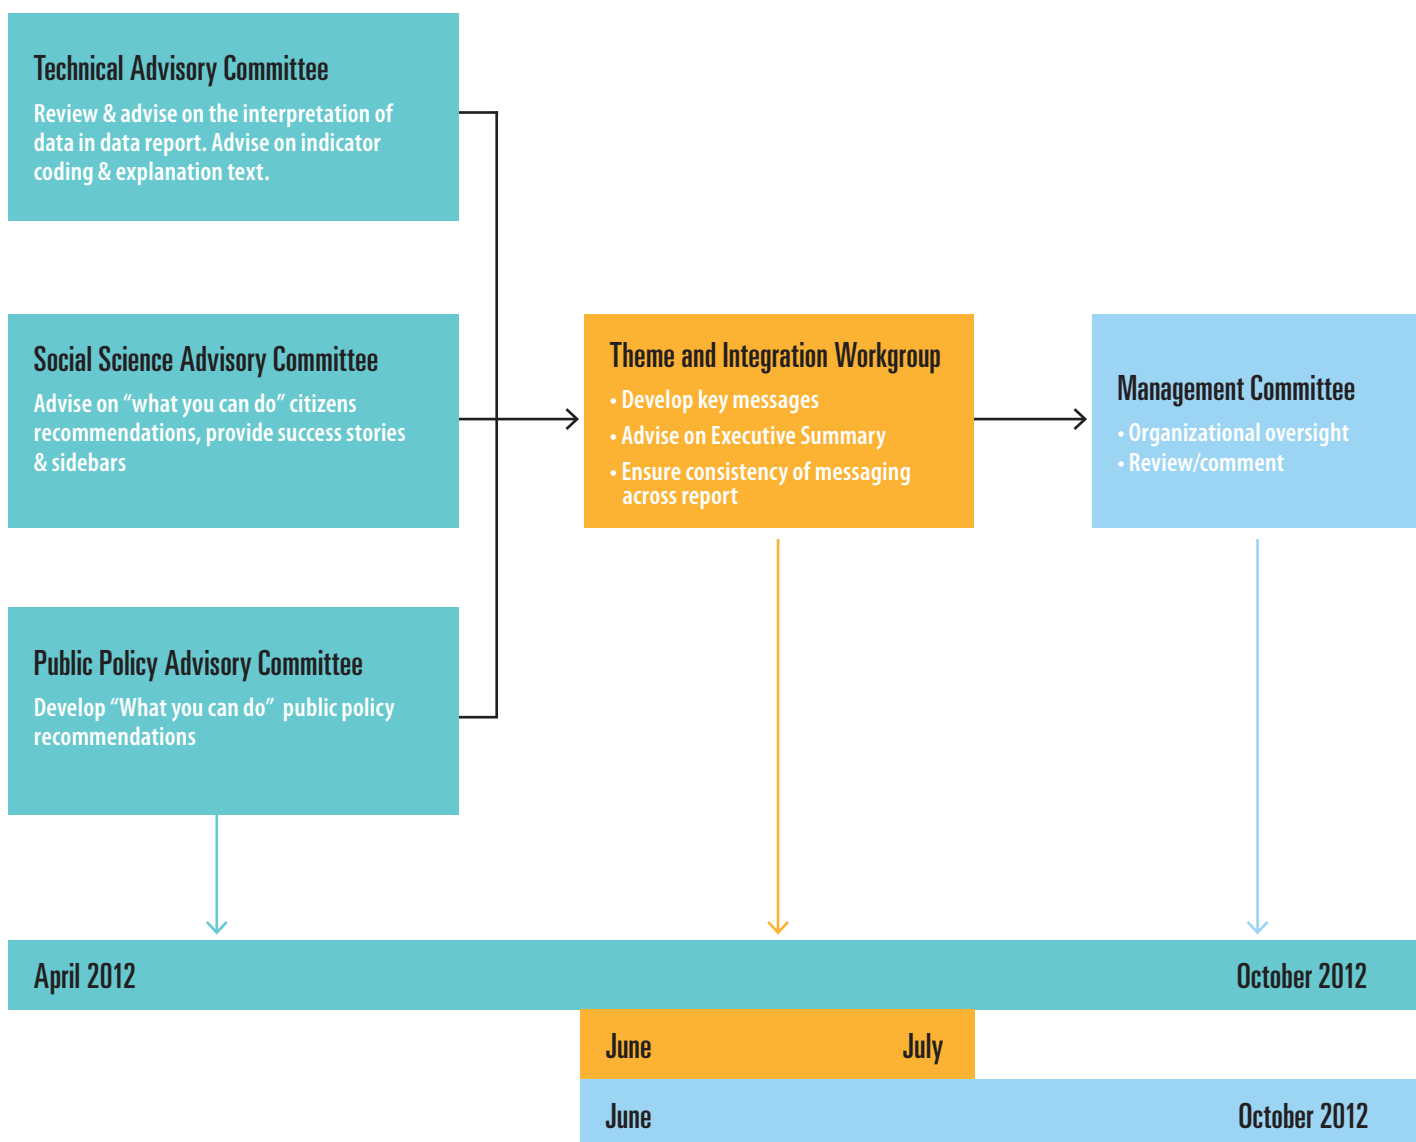 Technical Advisory Committee
Review & advise on the interpretation of
data in data report. Advise on indicator
coding & explanation text.
Social Science Advisory Committee
Advise on “what you can do” citizens
recommendations, provide success stories
& sidebars
Public Policy Advisory Committee
Develop “What you can do” public policy
recommendations
Theme and Integration Workgroup
• Develop key messages
• Advise on Executive Summary
• Ensure consistency of messaging
across report
Management Committee
• Organizational oversight
• Review/comment
April 2012
October 2012
June
July
June
October 2012